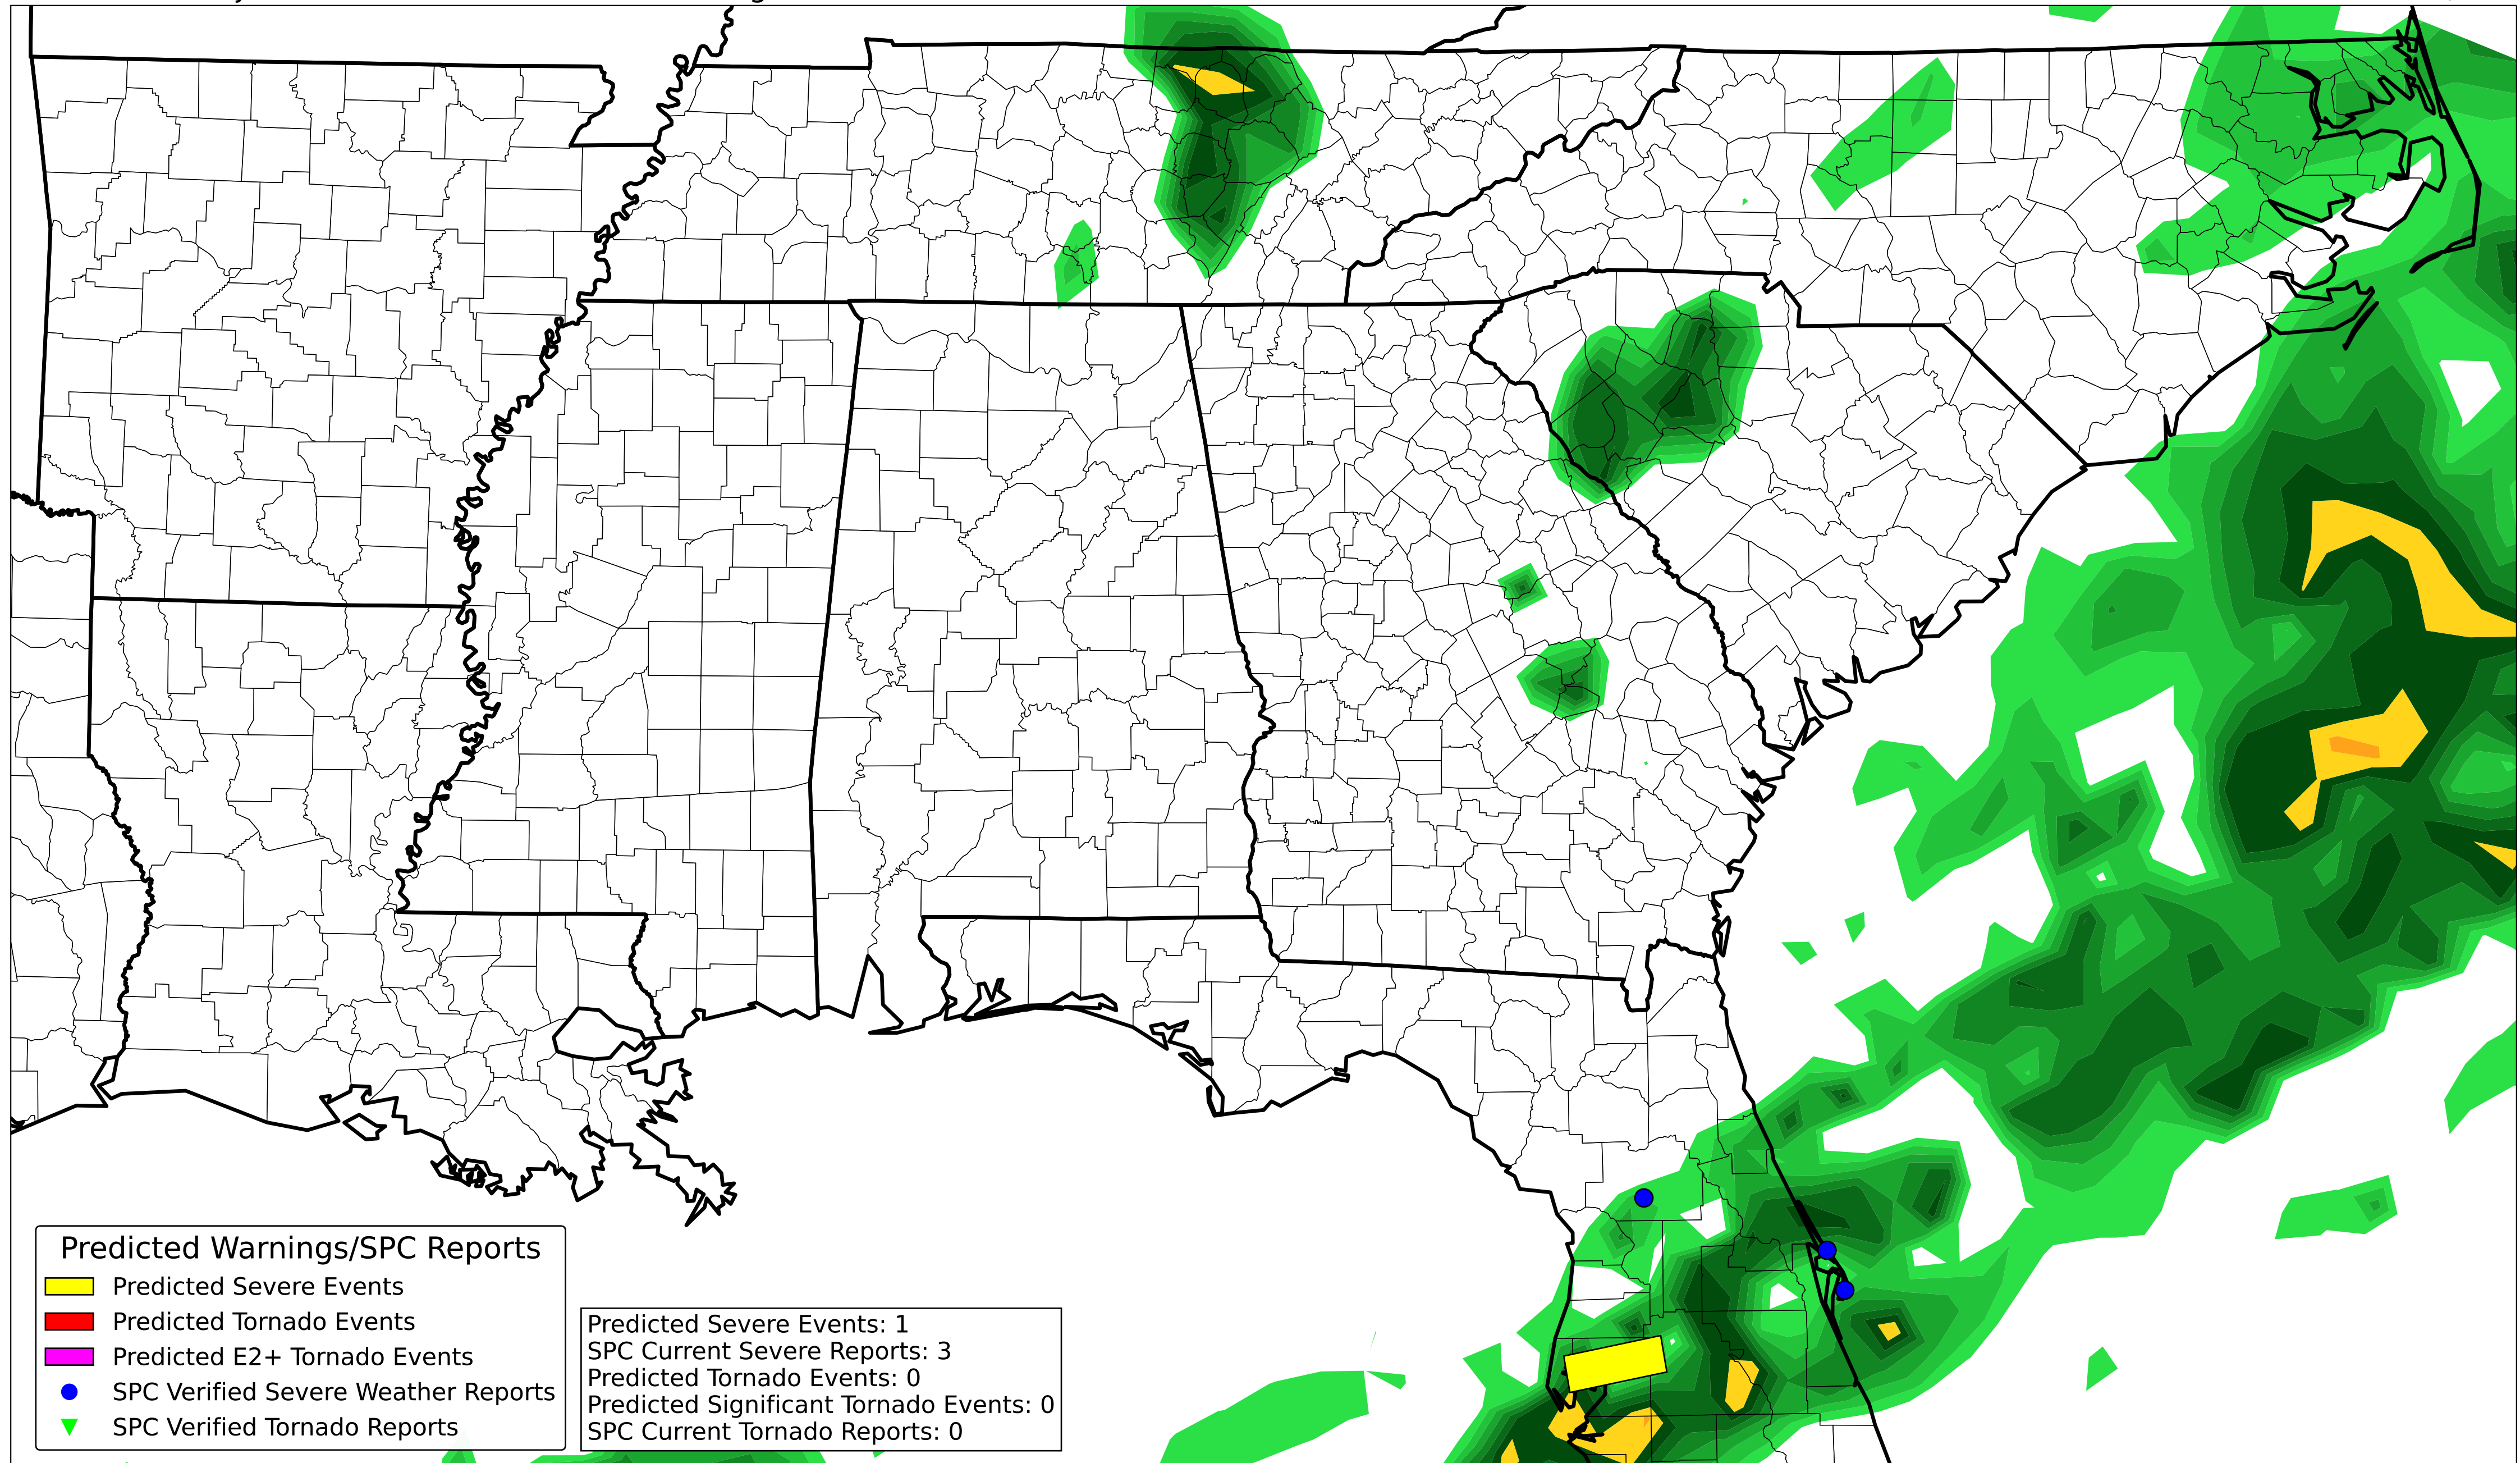 Predicted Warnings/SPC Reports
Predicted Severe Events
Predicted Tornado Events
Predicted E2+ Tornado Events
SPC Verified Severe Weather Reports
SPC Verified Tornado Reports
Predicted Severe Events: 1
SPC Current Severe Reports: 3
Predicted Tornado Events: 0
Predicted Significant Tornado Events: 0
SPC Current Tornado Reports: 0